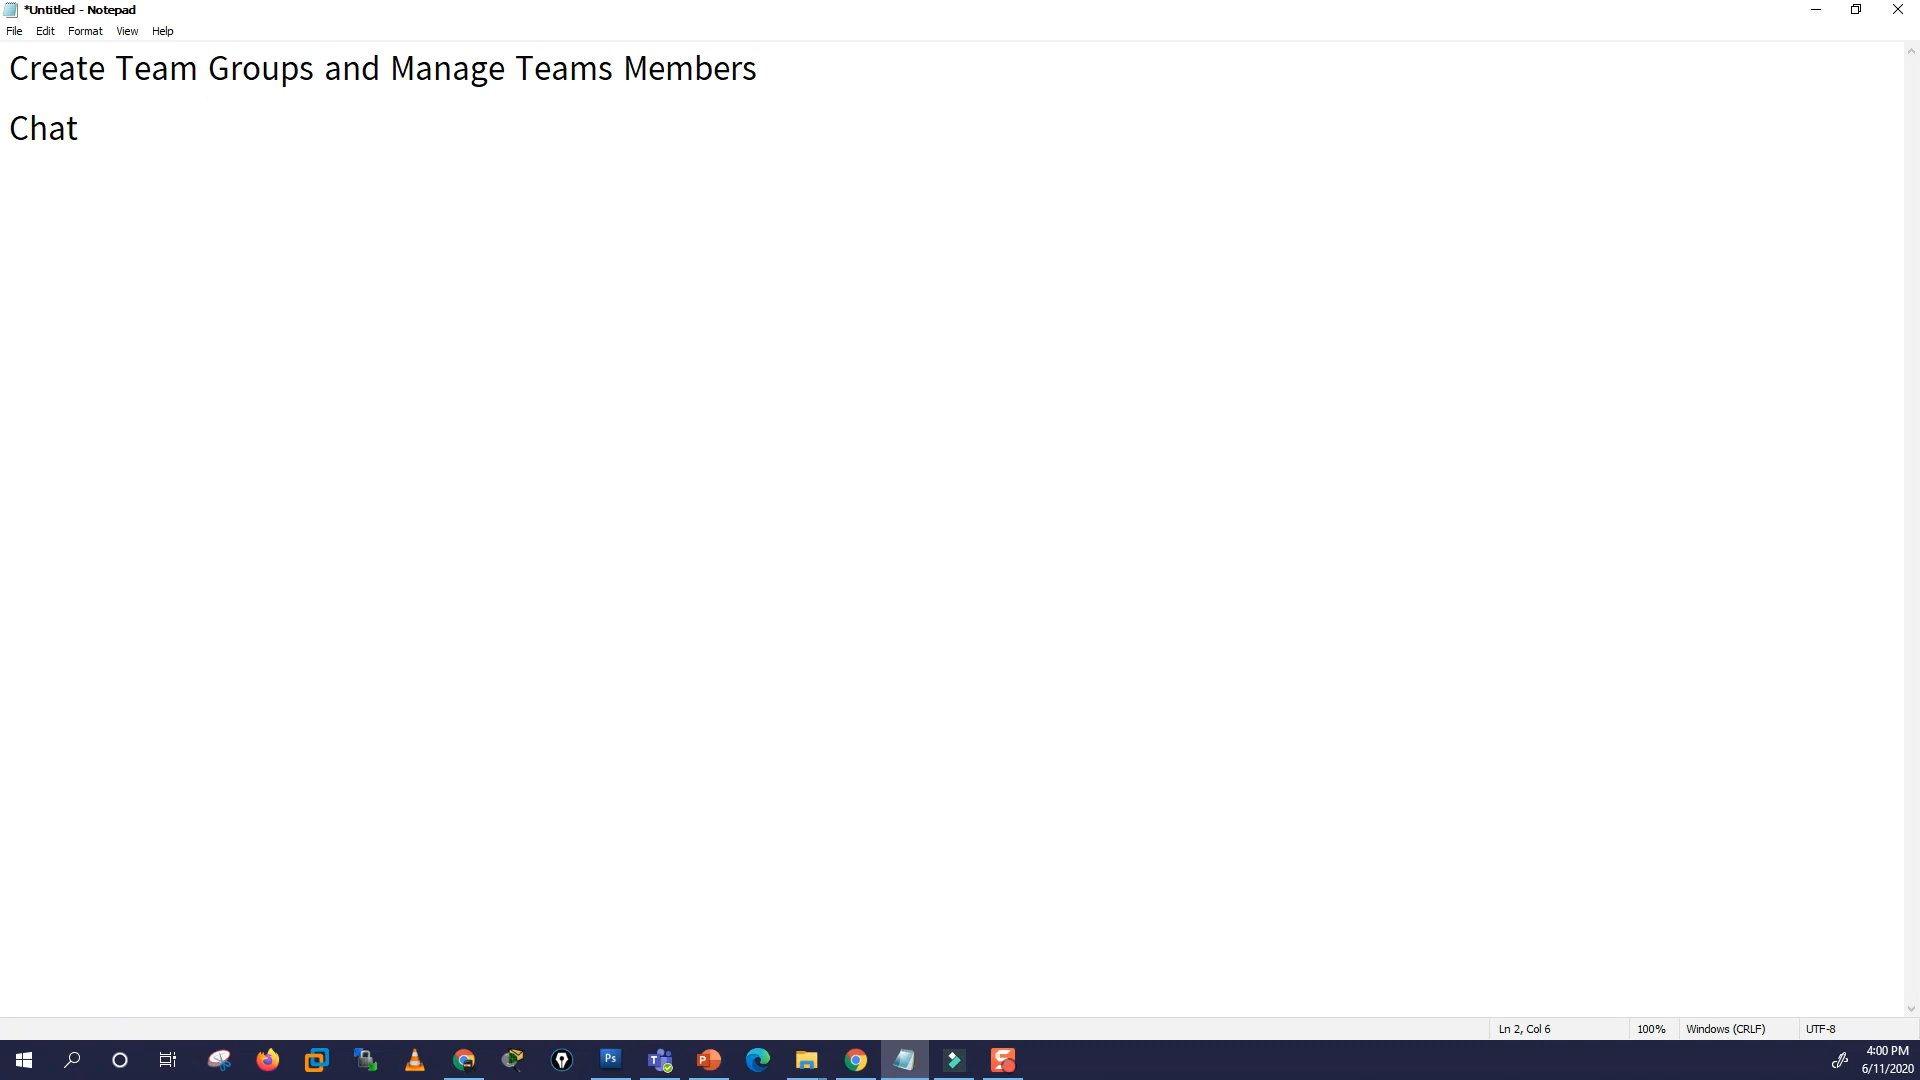 *Untitled - Notepad
File Edit Format View Help
Create Team Groups and Manage Teams Members
Chat
Ln 2, Col 6 100% Windows (CRLF) UTF-8
Ps T P
4:00 PM
6/11/2020